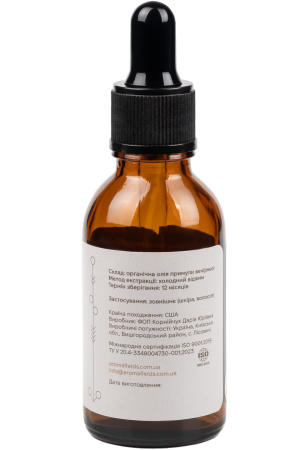 Склад: органічна олія примули вечірньої
Метод екстракції: холодний віджим
Термін зберігання: 12 місяців
Застосування: зовнішнє (шкіра, волосся)
Країна походження: США
Виробник: ФОП Корнійчук Дарія Юріївна
Виробничі потужності: Україна, Київська
обл., Вишгородський район, с. Лісовичі
Міжнародна сертифікація ISO 9001:2015
ТУ У 20.4-3348004730-001:2023
aromafields.com.ua
info@aromafields.com.ua
ISO
Дата виготовлення: